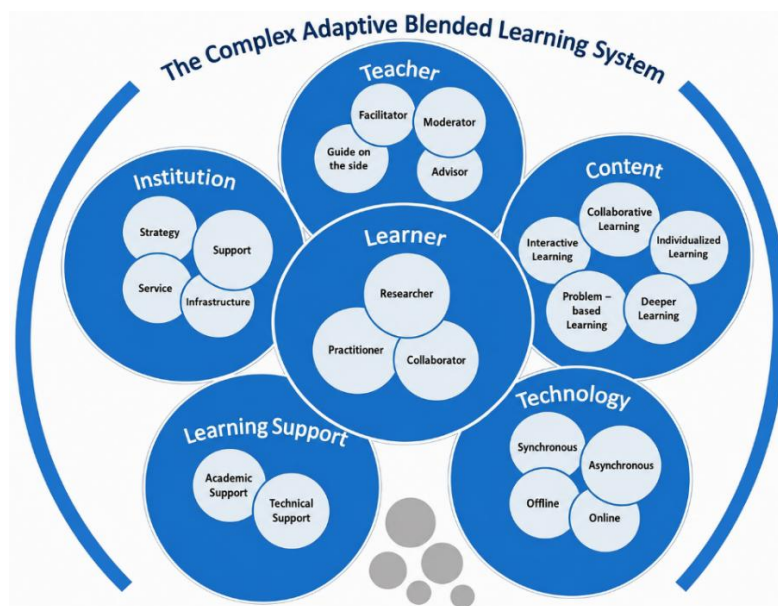 The Complex Adaptive Blended Learning System
Teacher
Facilitator
Moderator
Guide on
the side
Advisor
Institution
Strategy
Support
Service
Infrastructure
Content
Collaborative
Learning
Interactive
Learning
Individualized
Learning
Problem –
based Learning
Deeper
Learning
Learner
Researcher
Practitioner
Collaborator
Learning Support
Academic
Support
Technical
Support
Technology
Synchronous
Asynchronous
Offline
Online